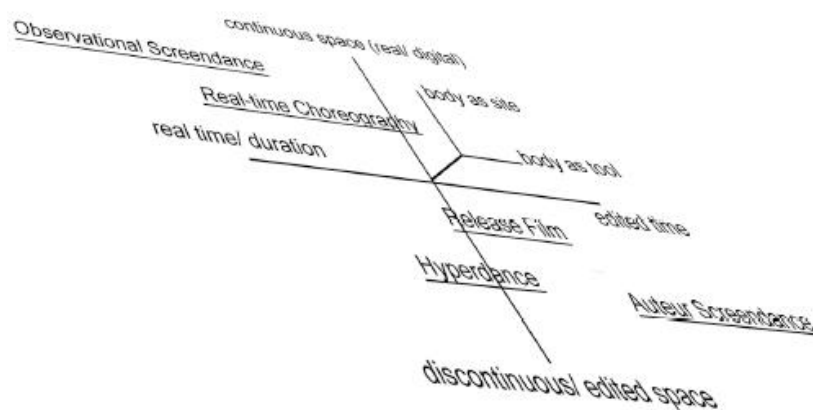 continuous space (real/ digital)
Observational Screendance
body as site
Real-time Choreography
real time/ duration
body as tool
edited time
Release Film
Hyperdance
Auteur Screendance
discontinuous/ edited space